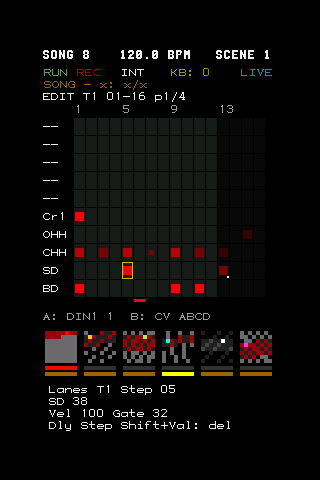 SONG 8 120.0 BPM SCENE 1
RUN REC INT KB: O LIVE
SONG - x: x/x
EDIT T1 01-16 p1/4
1 5 9 13
--
--
--
--
--
Cr1
OHH
CHH
SD
BD
A: DIN1 1 B: CV ABCD
Lanes T1 Step 05
SD 38
Vel 100 Gate 32
Dly Step Shift+Val: del